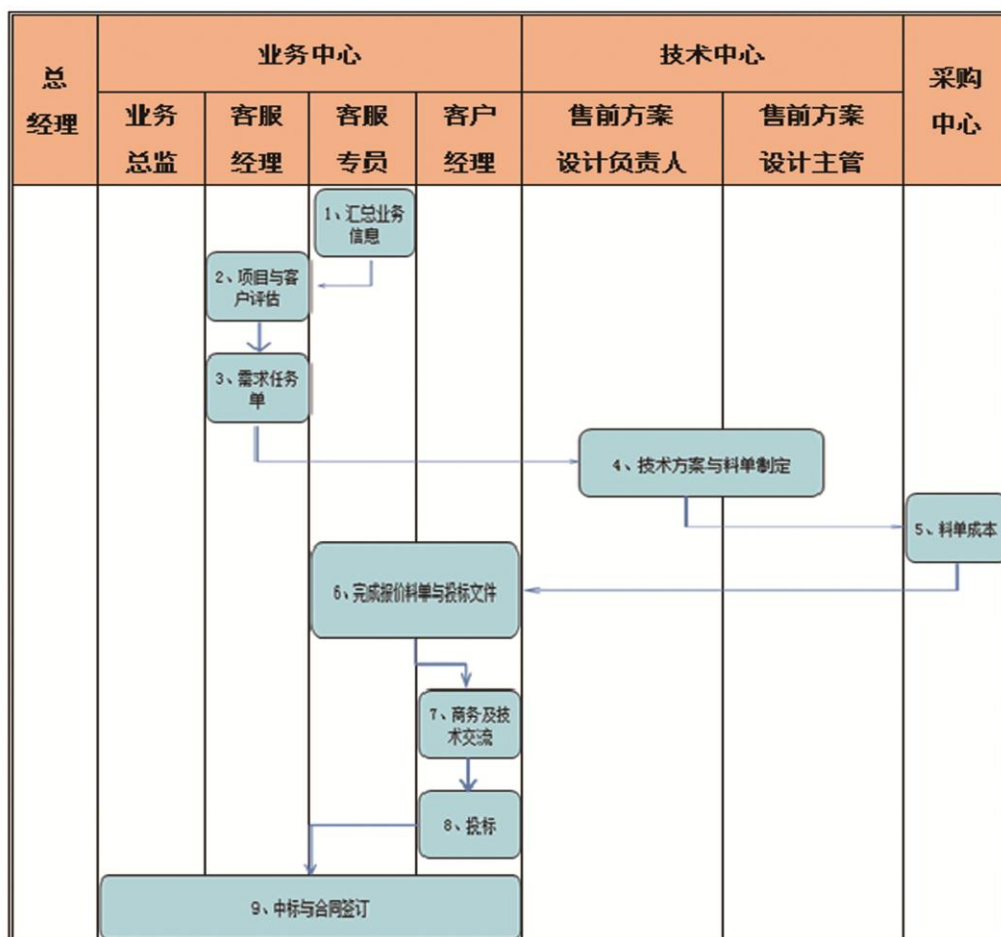 总
经理
业务中心
技术中心
采购
中心
业务
总监
客服
经理
客服
专员
客户
经理
售前方案
设计负责人
售前方案
设计主管
1、汇总业务
信息
2、项目与客
户评估
3、需求任务
单
4、技术方案与料单制定
5、料单成本
6、完成报价料单与投标文件
7、商务及技
术交流
8、投标
9、中标与合同签订